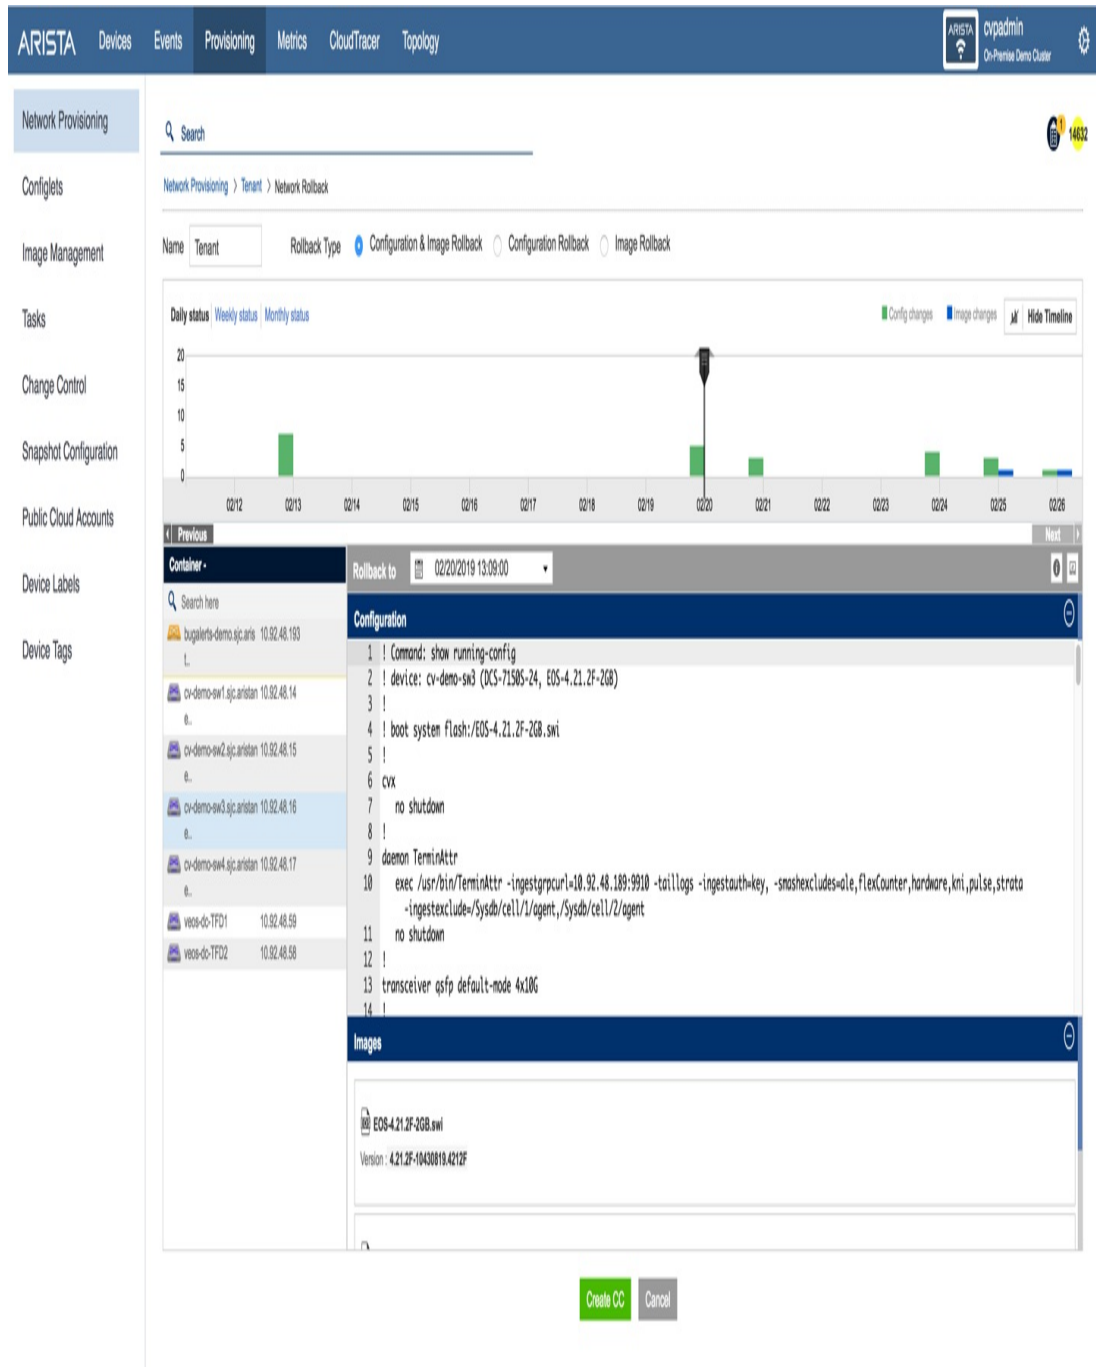 ARISTA Devices Events Provisioning Metrics CloudTracer Topology
ARISTA cvpadmin
On-Premise Demo Cluster
Network Provisioning
Configlets
Image Management
Tasks
Change Control
Snapshot Configuration
Public Cloud Accounts
Device Labels
Device Tags
Search
1 14632
Network Provisioning > Tenant > Network Rollback
Name Tenant Rollback Type Configuration & Image Rollback Configuration Rollback Image Rollback
Daily status Weekly status Monthly status Config changes Image changes Hide Timeline
20
15
10
5
0
02/12 02/13 02/14 02/15 02/16 02/17 02/18 02/19 02/20 02/21 02/22 02/23 02/24 02/25 02/26
Previous Next
Container
Search here
bugalerts-demo.sjc.aris 10.92.48.193
t..
cv-demo-sw1.sjc.aristan 10.92.48.14
e..
cv-demo-sw2.sjc.aristan 10.92.48.15
e..
cv-demo-sw3.sjc.aristan 10.92.48.16
e..
cv-demo-sw4.sjc.aristan 10.92.48.17
e..
veos-dc-TFD1 10.92.48.59
veos-dc-TFD2 10.92.48.58
Rollback to 02/20/2019 13:09:00
Configuration
1 ! Command: show running-config
2 ! device: cv-demo-sw3 (DCS-7150S-24, EOS-4.21.2F-2GB)
3 !
4 ! boot system flash:/EOS-4.21.2F-2GB.swi
5 !
6 cvx
7 no shutdown
8 !
9 daemon TerminAttr
10 exec /usr/bin/TerminAttr -ingestgrpcurl=10.92.48.189:9910 -taillogs -ingestauth=key, -smashexcludes=ale,flexCounter,hardware,kni,pulse,strata
-ingestexclude=/Sysdb/cell/1/agent,/Sysdb/cell/2/agent
11 no shutdown
12 !
13 transceiver qsfp default-mode 4x10G
14 !
Images
EOS-4.21.2F-2GB.swi
Version : 4.21.2F-10430819.4212F
Create CC Cancel